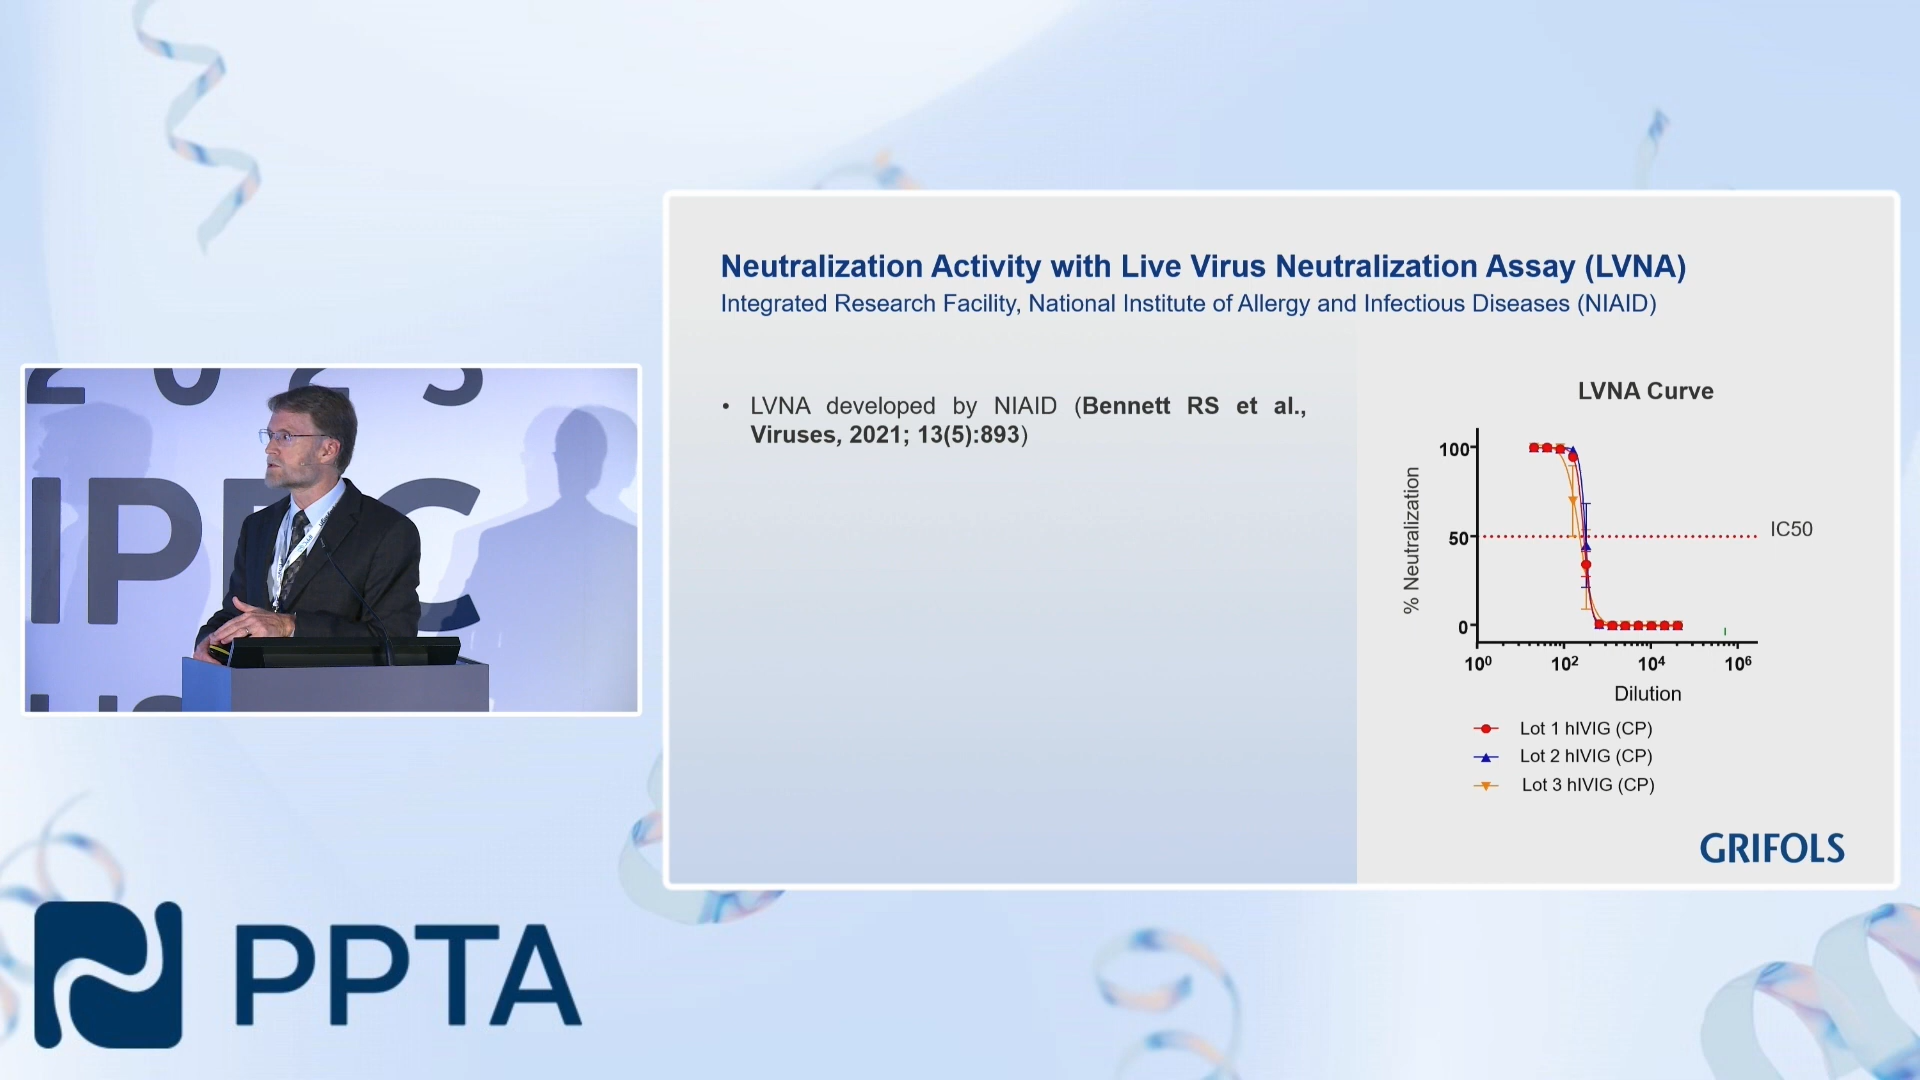 Neutralization Activity with Live Virus Neutralization Assay (LVNA)
Integrated Research Facility, National Institute of Allergy and Infectious Diseases (NIAID)
• LVNA developed by NIAID (Bennett RS et al.,
Viruses, 2021; 13(5):893)
LVNA Curve
% Neutralization
100
50
0
IC50
10⁰ 10² 10⁴ 10⁶
Dilution
Lot 1 hIVIG (CP)
Lot 2 hIVIG (CP)
Lot 3 hIVIG (CP)
GRIFOLS
2023
PPTA